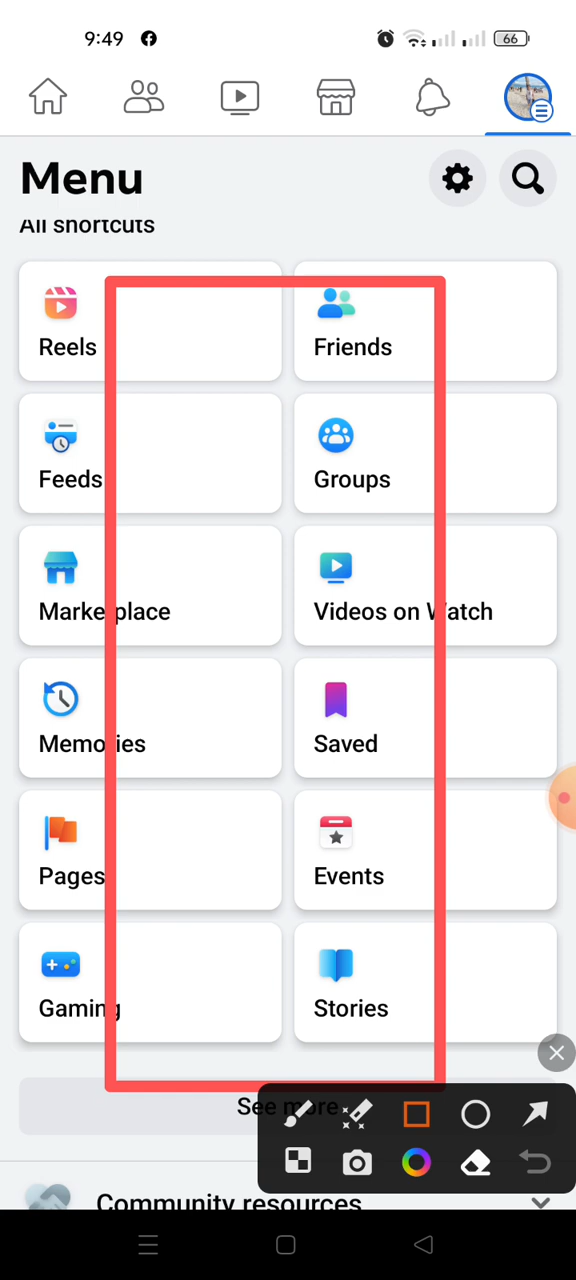 9:49
66
Menu
All shortcuts
Reels
Friends
Feeds
Groups
Marketplace
Videos on Watch
Memories
Saved
Pages
Events
Gaming
Stories
See more
Community resources